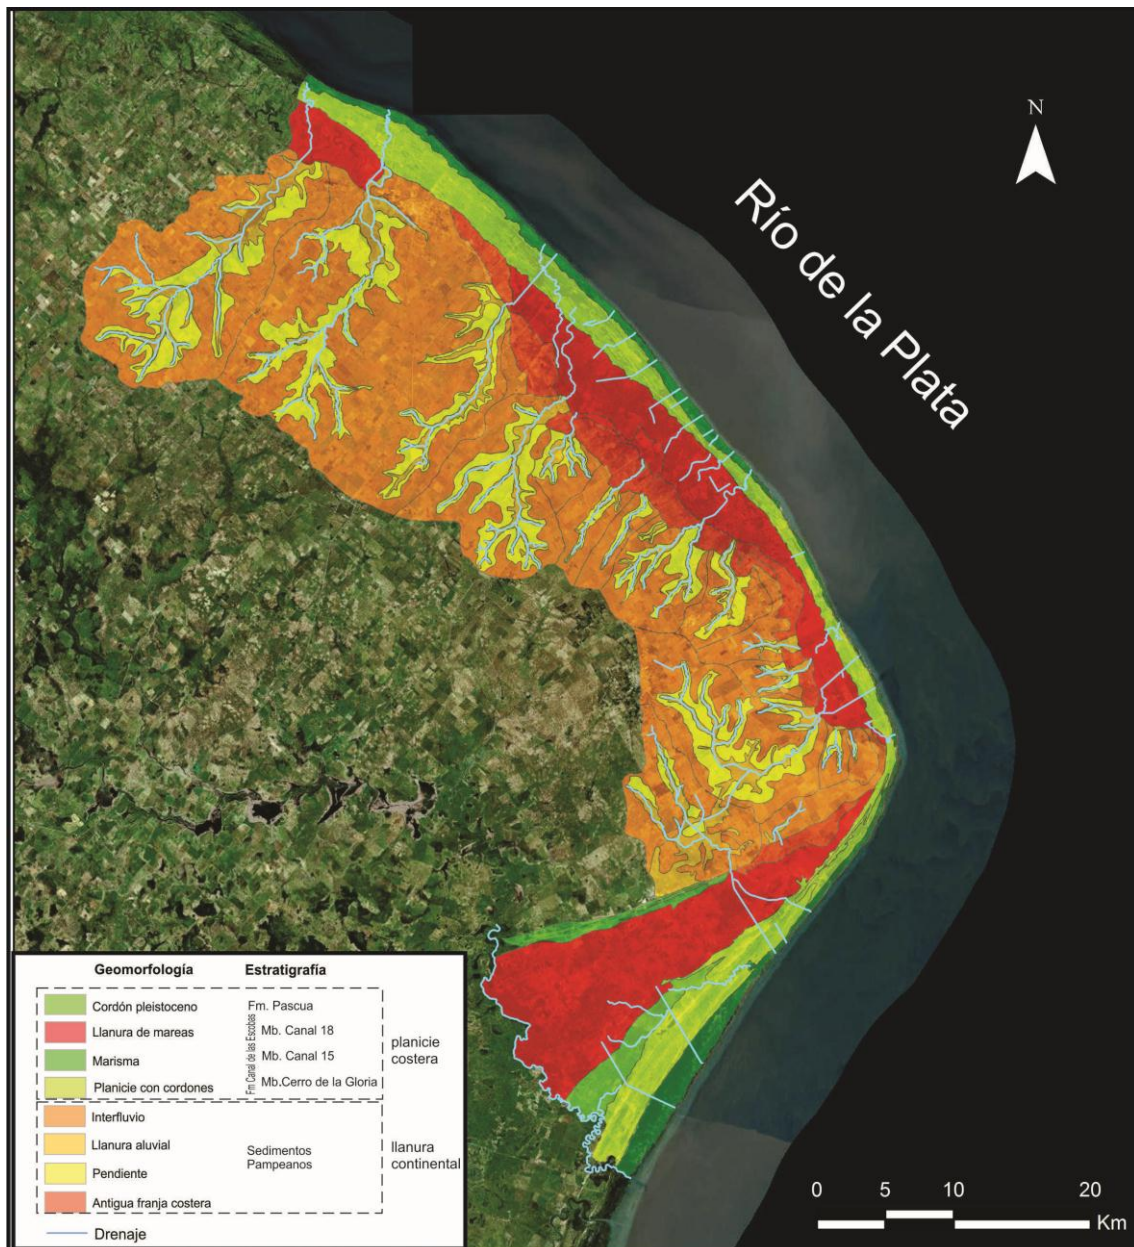 N
Río de la Plata
Geomorfología Estratigrafía
Cordón pleistoceno Fm. Pascua
Llanura de mareas Mb. Canal 18
Marisma Mb. Canal 15
Planicie con cordones Mb.Cerro de la Gloria
Fm Canal de las Escobas
planicie
costera
Interfluvio
Llanura aluvial
Pendiente
Antigua franja costera
Sedimentos
Pampeanos
llanura
continental
Drenaje
0 5 10 20
Km